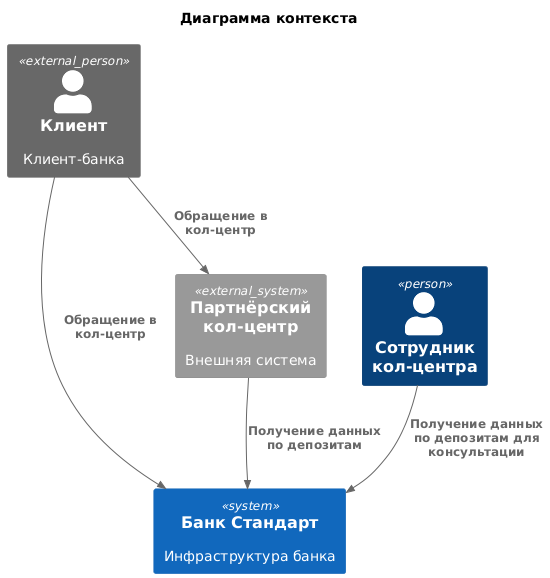 Диаграмма контекста
«external_person»
Клиент
Клиент-банка
Обращение в
кол-центр
«external_system»
Партнёрский
кол-центр
Внешняя система
«person»
Сотрудник
кол-центра
Обращение в
кол-центр
Получение данных
по депозитам
Получение данных
по депозитам для
консультации
«system»
Банк Стандарт
Инфраструктура банка